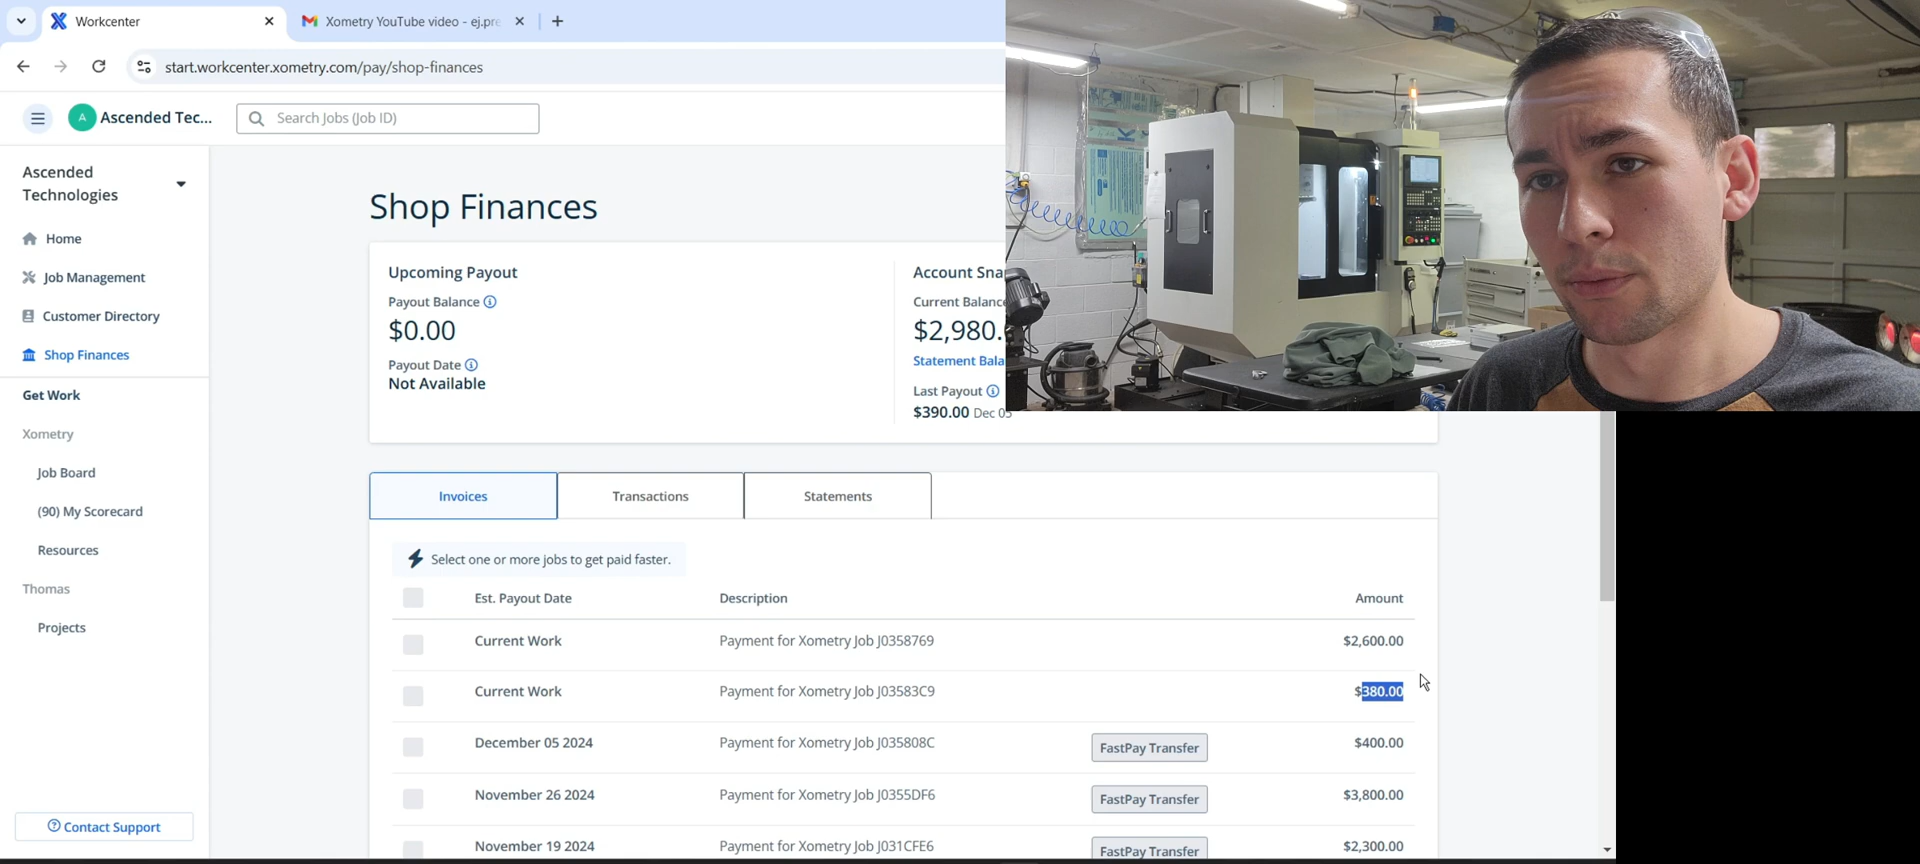 Workcenter
Xometry YouTube video - ej.pre
start.workcenter.xometry.com/pay/shop-finances
A
Ascended Tec...
Search Jobs (Job ID)
Ascended
Technologies
Home
Job Management
Customer Directory
Shop Finances
Get Work
Xometry
Job Board
(90) My Scorecard
Resources
Thomas
Projects
Contact Support
Shop Finances
Upcoming Payout
Payout Balance
$0.00
Payout Date
Not Available
Account Sna
Current Balance
$2,980.
Statement Bala
Last Payout
$390.00 Dec 05
Invoices
Transactions
Statements
Select one or more jobs to get paid faster.
Est. Payout Date Description Amount
Current Work Payment for Xometry Job J0358769 $2,600.00
Current Work Payment for Xometry Job J03583C9 $380.00
December 05 2024 Payment for Xometry Job J035808C FastPay Transfer $400.00
November 26 2024 Payment for Xometry Job J0355DF6 FastPay Transfer $3,800.00
November 19 2024 Payment for Xometry Job J031CFE6 FastPay Transfer $2,300.00